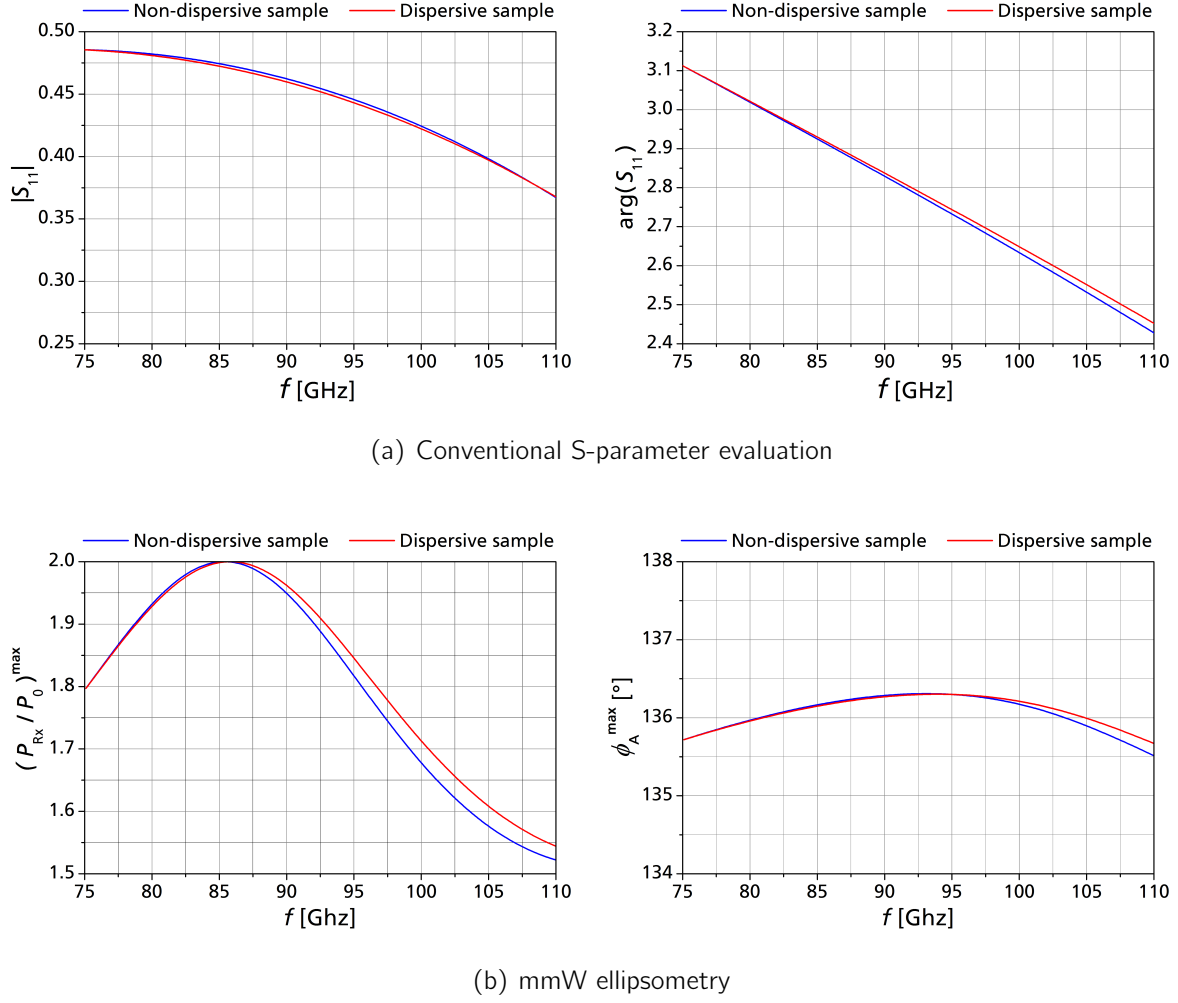 Non-dispersive sample Dispersive sample
0.50
0.45
0.40
0.35
0.30
0.25
|S11|
75 80 85 90 95 100 105 110
f [GHz]
Non-dispersive sample Dispersive sample
3.2
3.1
3.0
2.9
2.8
2.7
2.6
2.5
2.4
arg(S11)
75 80 85 90 95 100 105 110
f [GHz]
(a) Conventional S-parameter evaluation
Non-dispersive sample Dispersive sample
2.0
1.9
1.8
1.7
1.6
1.5
(PRx / P0)max
75 80 85 90 95 100 105 110
f [Ghz]
Non-dispersive sample Dispersive sample
138
137
136
135
134
ϕAmax [°]
75 80 85 90 95 100 105 110
f [Ghz]
(b) mmW ellipsometry